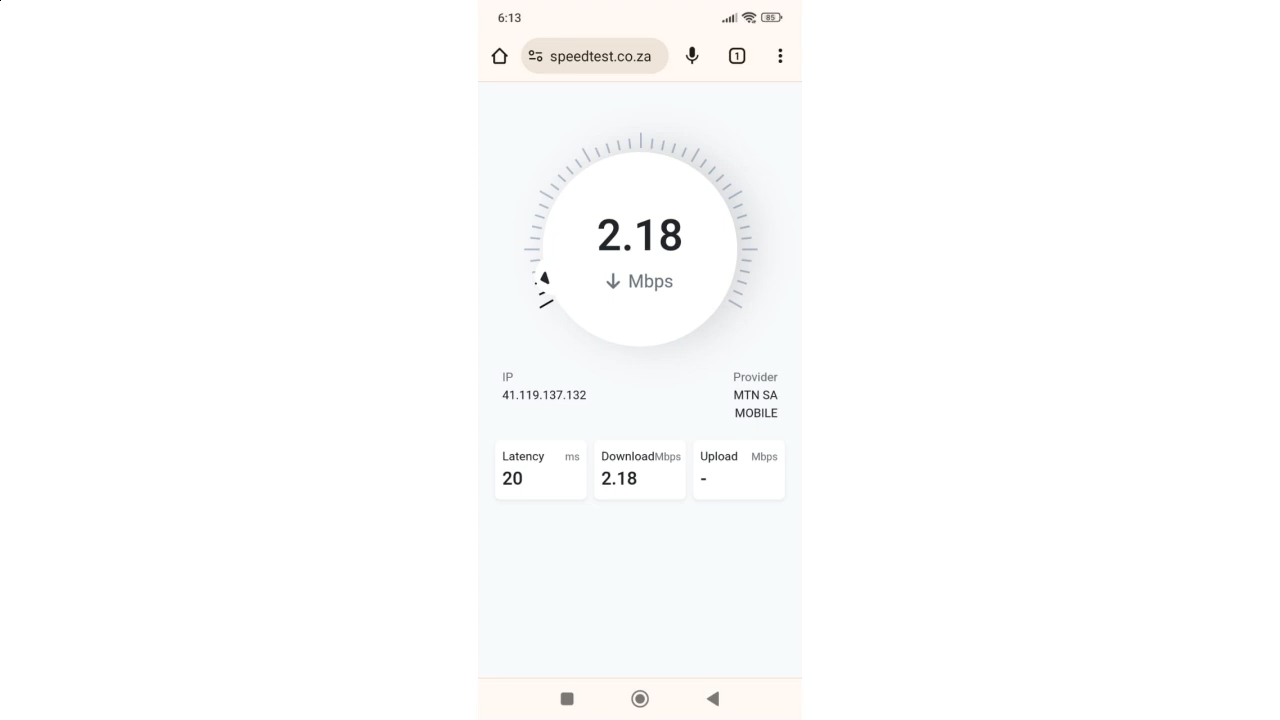 6:13
85
speedtest.co.za
1
2.18
Mbps
IP
Provider
41.119.137.132
MTN SA
MOBILE
Latency ms
Download Mbps
Upload Mbps
20
2.18
-